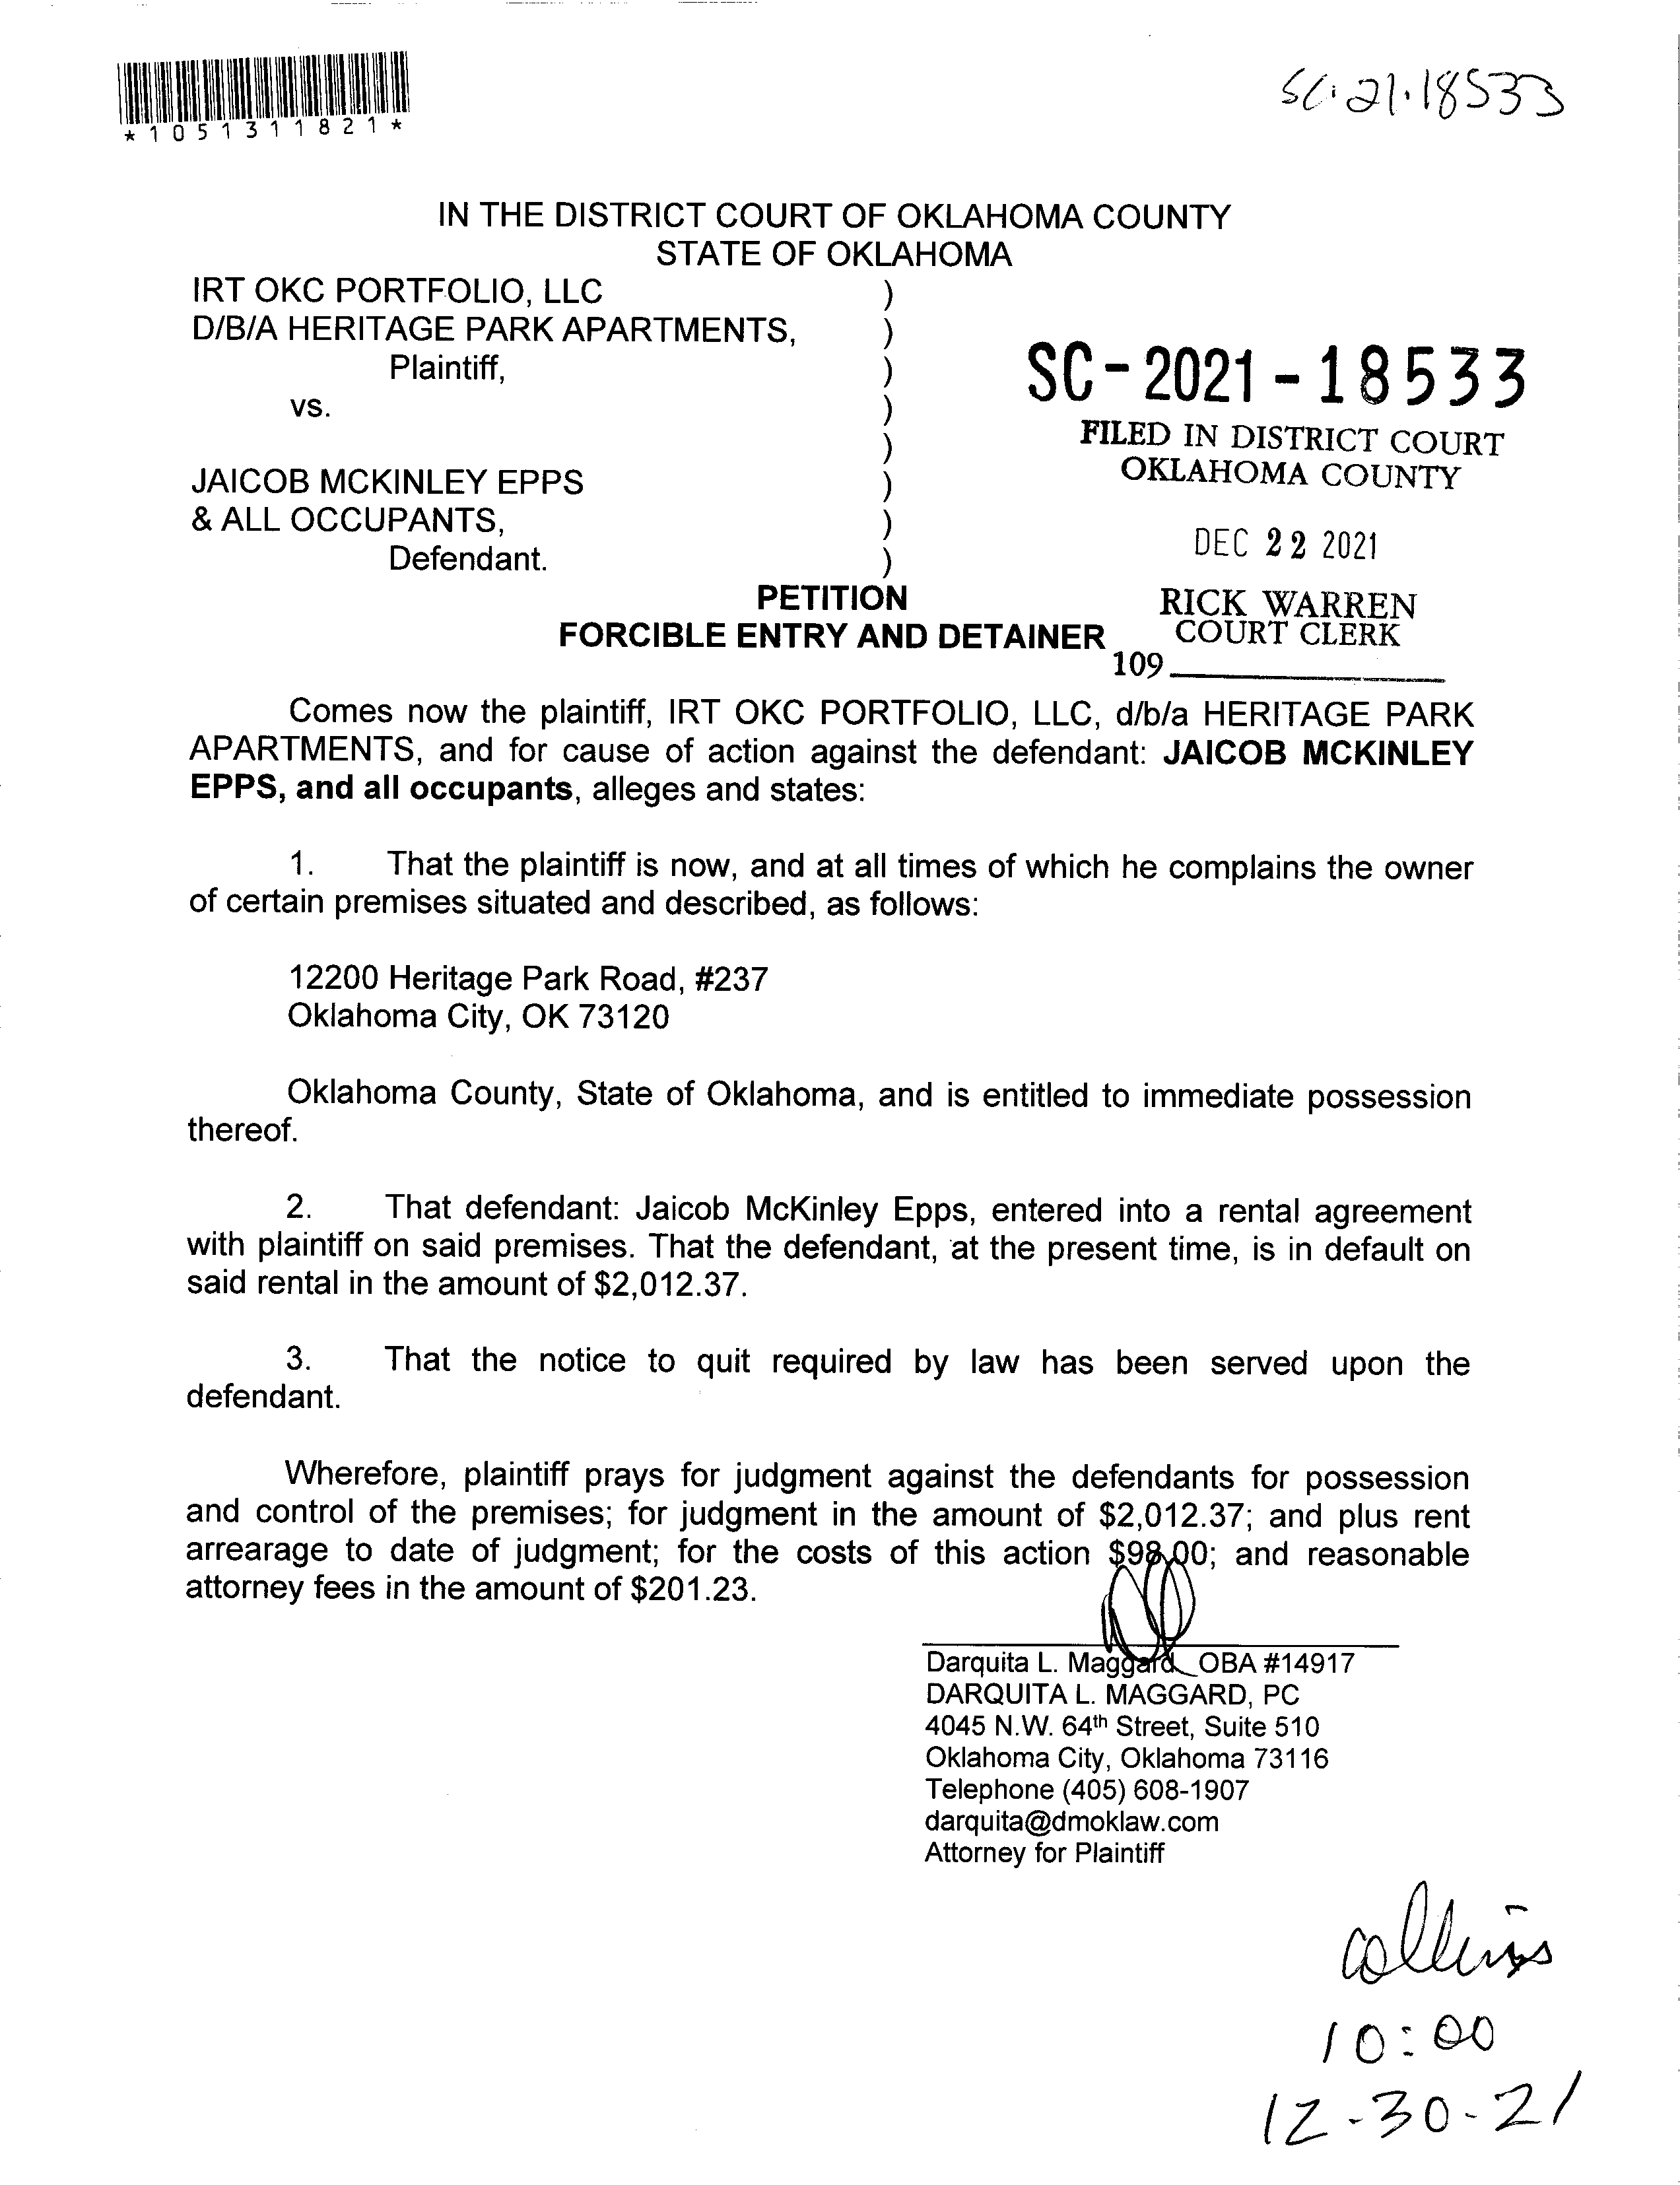 SC·21·18533
*1051311821*
IN THE DISTRICT COURT OF OKLAHOMA COUNTY
STATE OF OKLAHOMA
IRT OKC PORTFOLIO, LLC )
D/B/A HERITAGE PARK APARTMENTS, )
Plaintiff, )
vs. )
)
JAICOB MCKINLEY EPPS )
& ALL OCCUPANTS, )
Defendant. )
SC-2021-18533
FILED IN DISTRICT COURT
OKLAHOMA COUNTY
DEC 22 2021
RICK WARREN
COURT CLERK
109
PETITION
FORCIBLE ENTRY AND DETAINER
Comes now the plaintiff, IRT OKC PORTFOLIO, LLC, d/b/a HERITAGE PARK
APARTMENTS, and for cause of action against the defendant: JAICOB MCKINLEY
EPPS, and all occupants, alleges and states:
1. That the plaintiff is now, and at all times of which he complains the owner
of certain premises situated and described, as follows:
12200 Heritage Park Road, #237
Oklahoma City, OK 73120
Oklahoma County, State of Oklahoma, and is entitled to immediate possession
thereof.
2. That defendant: Jaicob McKinley Epps, entered into a rental agreement
with plaintiff on said premises. That the defendant, at the present time, is in default on
said rental in the amount of $2,012.37.
3. That the notice to quit required by law has been served upon the
defendant.
Wherefore, plaintiff prays for judgment against the defendants for possession
and control of the premises; for judgment in the amount of $2,012.37; and plus rent
arrearage to date of judgment; for the costs of this action $98.00; and reasonable
attorney fees in the amount of $201.23.
Darquita L. Maggard OBA #14917
DARQUITA L. MAGGARD, PC
4045 N.W. 64th Street, Suite 510
Oklahoma City, Oklahoma 73116
Telephone (405) 608-1907
darquita@dmoklaw.com
Attorney for Plaintiff
Collins
10:00
12-30-21